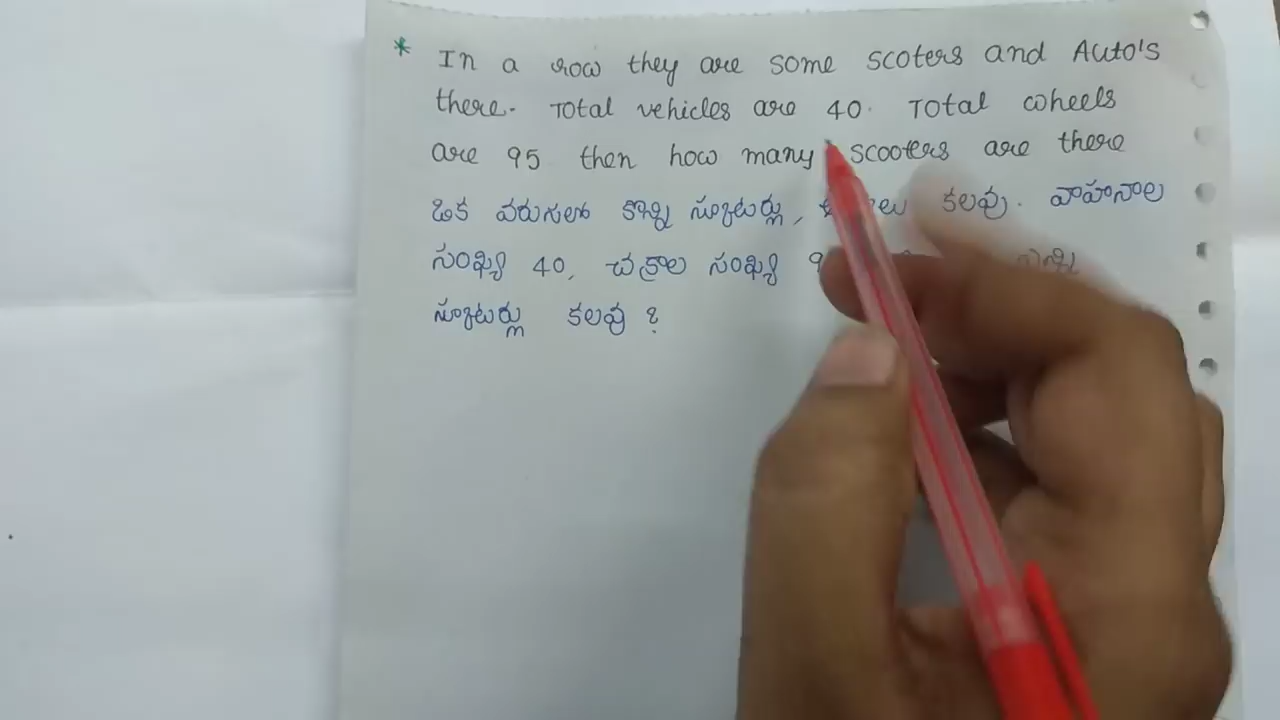 * In a row they are some scoters and Auto's
there. Total vehicles are 40. Total wheels
are 95 then how many scooters are there
ఒక వరుసలో కొన్ని స్కూటర్లు, కలవు. వాహనాల
సంఖ్య 40, చక్రాల సంఖ్య
స్కూటర్లు కలవు ?